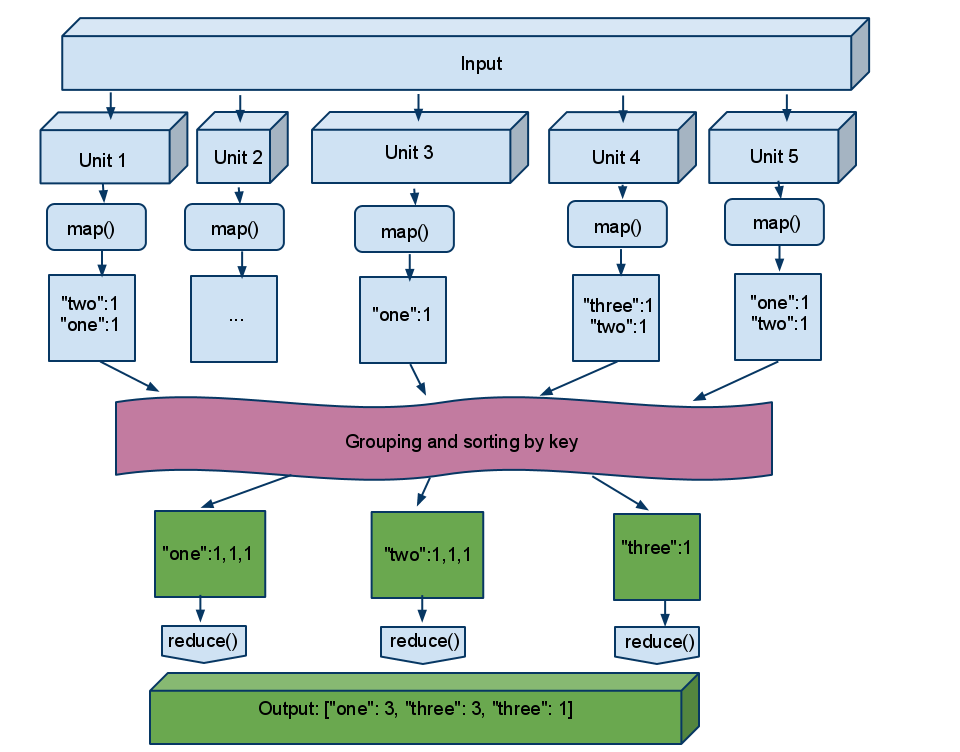 Input
Unit 1
Unit 2
Unit 3
Unit 4
Unit 5
map()
map()
map()
map()
map()
"two":1
"one":1
...
"one":1
"three":1
"two":1
"one":1
"two":1
Grouping and sorting by key
"one":1,1,1
"two":1,1,1
"three":1
reduce()
reduce()
reduce()
Output: ["one": 3, "three": 3, "three": 1]